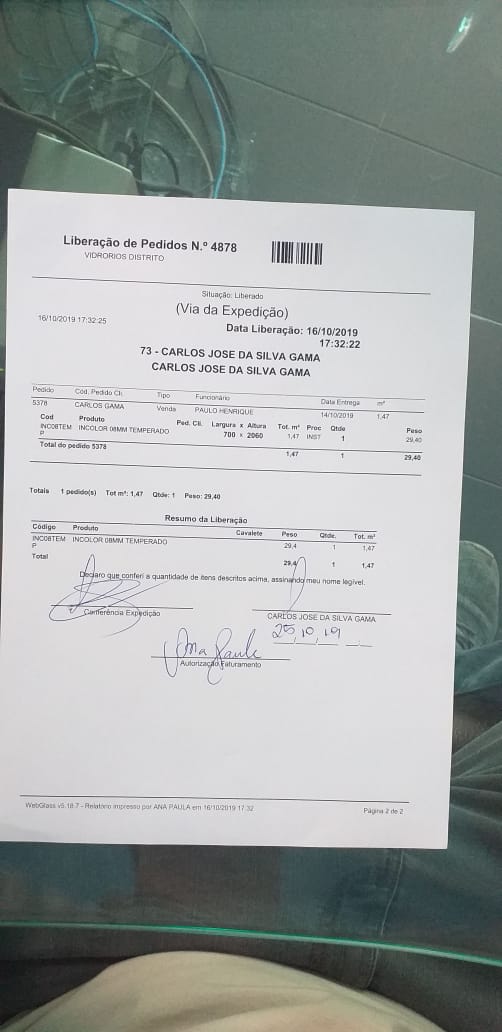 Liberação de Pedidos N.º 4878
VIDRORIOS DISTRITO
Situação: Liberado
(Via da Expedição)
16/10/2019 17:32:25
Data Liberação: 16/10/2019
17:32:22
73 - CARLOS JOSE DA SILVA GAMA
CARLOS JOSE DA SILVA GAMA
Pedido Cod. Pedido Cli. Tipo Funcionário Data Entrega m²
5378 CARLOS GAMA Venda PAULO HENRIQUE 14/10/2019 1,47
Cod Produto Ped. Cli. Largura x Altura Tot. m² Proc Qtde Peso
INC08TEM INCOLOR 08MM TEMPERADO 700 x 2060 1,47 INST 1 29,40
P
Total do pedido 5378 1,47 1 29,40
Totais 1 pedido(s) Tot m²: 1,47 Qtde: 1 Peso: 29,40
Resumo da Liberação
Código Produto Cavalete Peso Qtde. Tot. m²
INC08TEM INCOLOR 08MM TEMPERADO 29,4 1 1,47
P
Total 29,4 1 1,47
Declaro que conferi a quantidade de itens descritos acima, assinando meu nome legível.
Conferência Expedição
CARLOS JOSE DA SILVA GAMA
25,10,19
Ana Paula
Autorização Faturamento
WebGlass v5.18.7 - Relatório impresso por ANA PAULA em 16/10/2019 17:32
Página 2 de 2